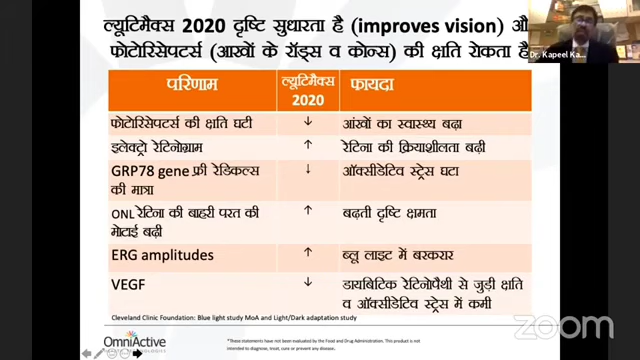 ल्यूटिमैक्स 2020 दृष्टि सुधारता है (improves vision) औ
फोटोरिसेपटर्स (आखों के रॉड्स व कोन्स) की क्षति रोकता है
Dr. Kapeel Ka...
परिणाम ल्यूटिमैक्स 2020 फायदा
फोटोरिसेपटर्स की क्षति घटी ↓ आंखों का स्वास्थ्य बढ़ा
इलेक्ट्रो रेटिनोग्राम ↑ रेटिना की क्रियाशीलता बढ़ी
GRP78 gene फ्री रेडिकल्स की मात्रा ↓ ऑक्सीडेटिव स्ट्रेस घटा
ONL रेटिना की बाहरी परत की मोटाई बढ़ी ↑ बढ़ती दृष्टि क्षमता
ERG amplitudes ↑ ब्लू लाइट में बरकरार
VEGF ↓ डायबिटिक रेटिनोपैथी से जुड़ी क्षति व ऑक्सीडेटिव स्ट्रेस में कमी
Cleveland Clinic Foundation: Blue light study MoA and Light/Dark adaptation study
OmniActive
*These statements have not been evaluated by the Food and Drug Administration. This product is
not intended to diagnose, treat, cure or prevent any disease.
zoom